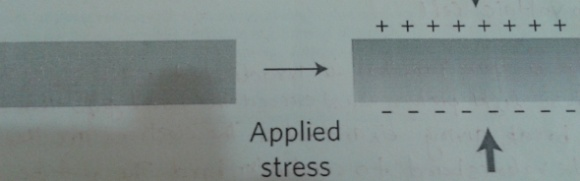 + + + + + + + +
- - - - - - - -
Applied
stress